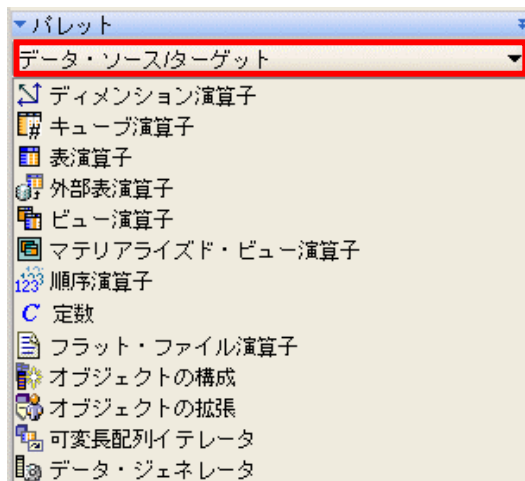 パレット
データ・ソース/ターゲット
ディメンション演算子
キューブ演算子
表演算子
外部表演算子
ビュー演算子
マテリアライズド・ビュー演算子
順序演算子
定数
フラット・ファイル演算子
オブジェクトの構成
オブジェクトの拡張
可変長配列イテレータ
データ・ジェネレータ